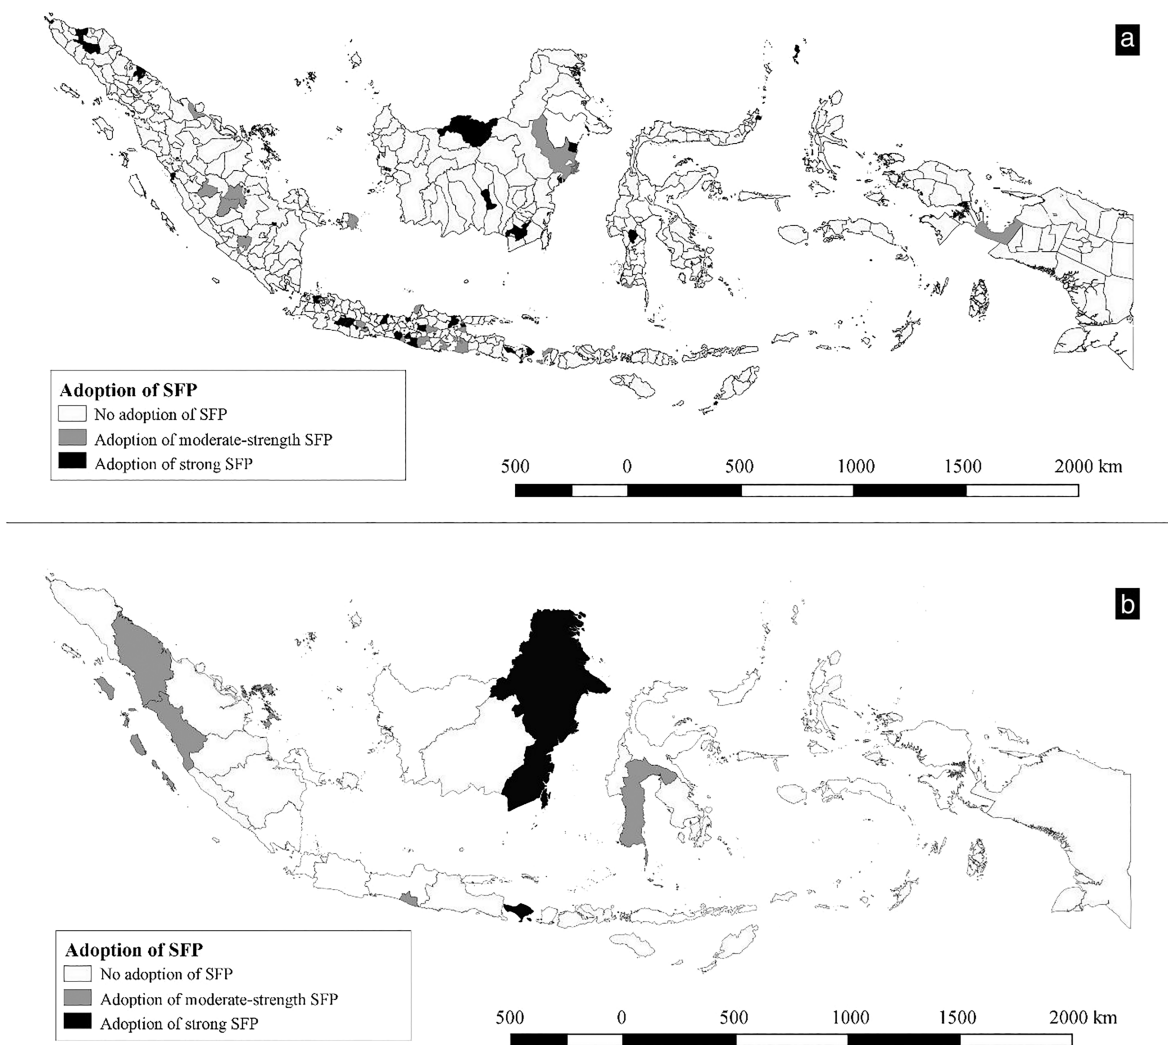 a
Adoption of SFP
No adoption of SFP
Adoption of moderate-strength SFP
Adoption of strong SFP
500 0 500 1000 1500 2000 km
b
Adoption of SFP
No adoption of SFP
Adoption of moderate-strength SFP
Adoption of strong SFP
500 0 500 1000 1500 2000 km